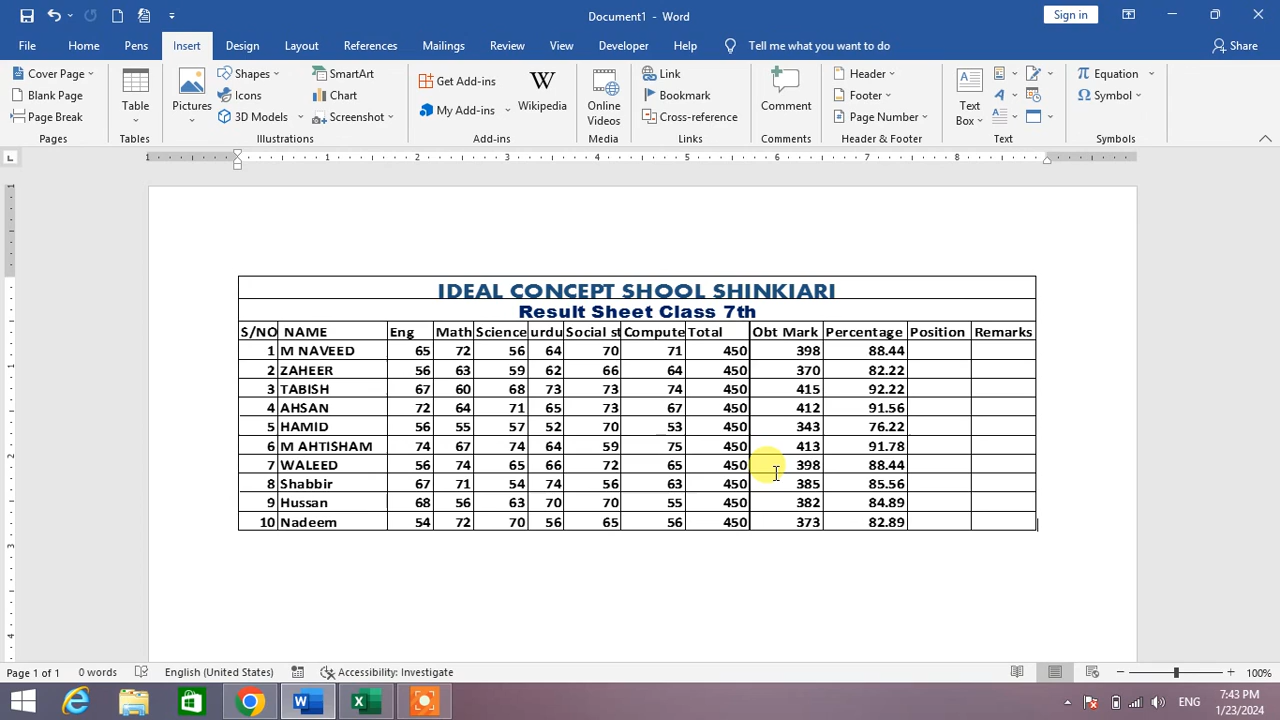 Document1 - Word
Sign in
File Home Pens Insert Design Layout References Mailings Review View Developer Help Tell me what you want to do Share
Cover Page
Blank Page
Page Break
Pages
Table
Tables
Pictures
Shapes
Icons
3D Models
SmartArt
Chart
Screenshot
Illustrations
Get Add-ins
My Add-ins
Wikipedia
Add-ins
Online Videos
Media
Link
Bookmark
Cross-reference
Links
Comment
Comments
Header
Footer
Page Number
Header & Footer
Text Box
Text
Equation
Symbol
Symbols
1 1 2 3 4 5 6 7 8
IDEAL CONCEPT SHOOL SHINKIARI
Result Sheet Class 7th
S/NO NAME Eng Math Science urdu Social st Compute Total Obt Mark Percentage Position Remarks
1 M NAVEED 65 72 56 64 70 71 450 398 88.44
2 ZAHEER 56 63 59 62 66 64 450 370 82.22
3 TABISH 67 60 68 73 73 74 450 415 92.22
4 AHSAN 72 64 71 65 73 67 450 412 91.56
5 HAMID 56 55 57 52 70 53 450 343 76.22
6 M AHTISHAM 74 67 74 64 59 75 450 413 91.78
7 WALEED 56 74 65 66 72 65 450 398 88.44
8 Shabbir 67 71 54 74 56 63 450 385 85.56
9 Hussan 68 56 63 70 70 55 450 382 84.89
10 Nadeem 54 72 70 56 65 56 450 373 82.89
Page 1 of 1 0 words English (United States) Accessibility: Investigate 100%
ENG
7:43 PM
1/23/2024